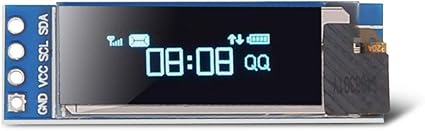 GND VCC SCL SDA
08:08 QQ